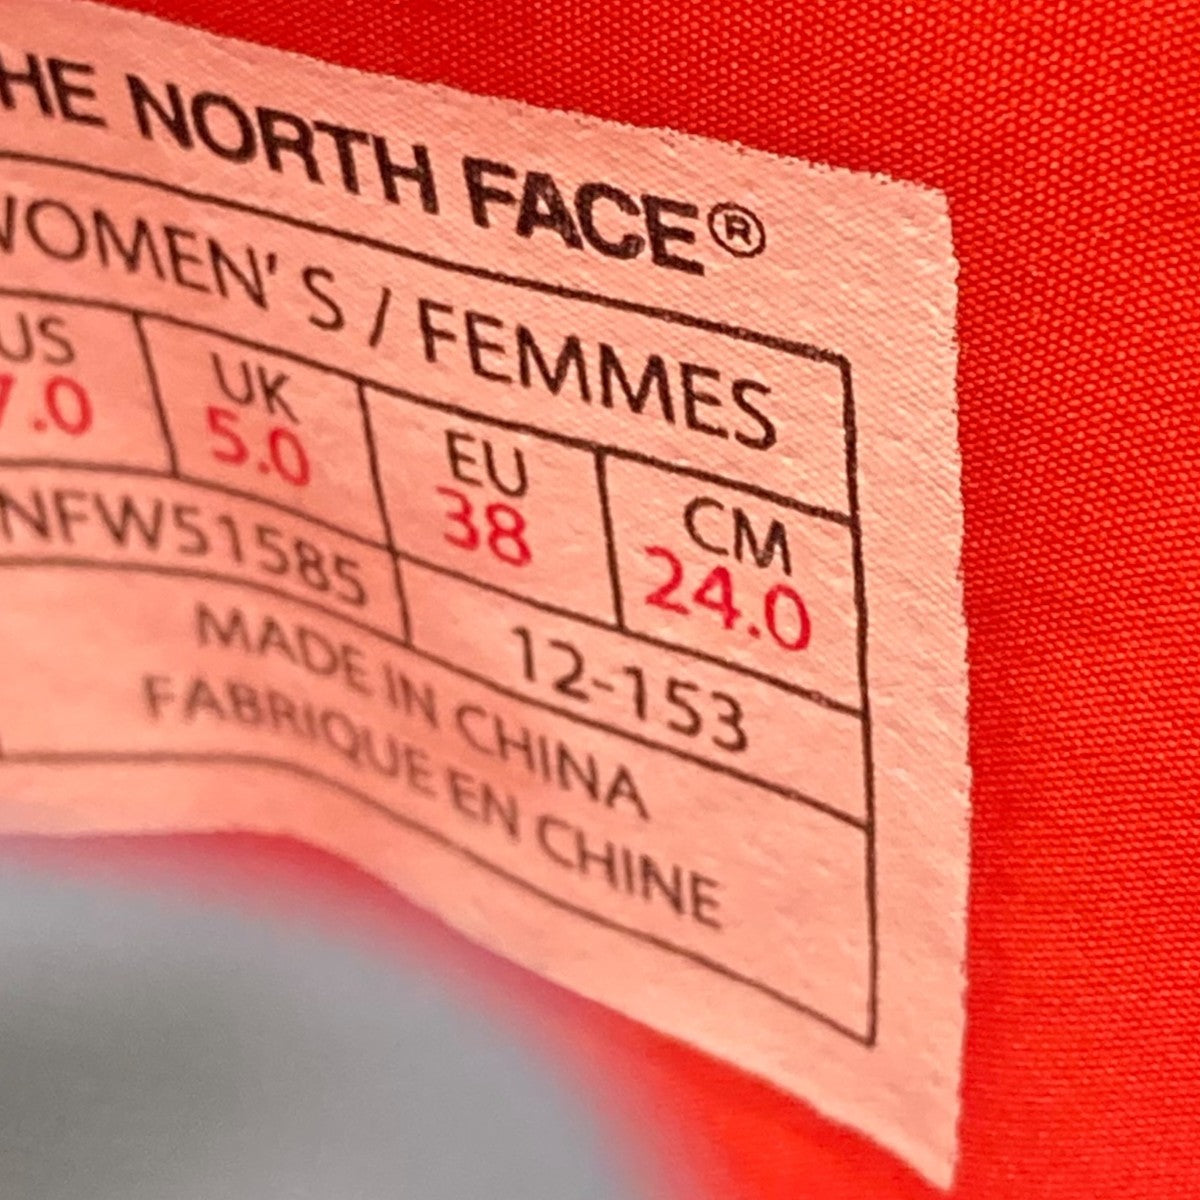 HE NORTH FACE®
WOMEN'S / FEMMES
US UK EU CM
7.0 5.0 38 24.0
NFW51585 12-153
MADE IN CHINA
FABRIQUE EN CHINE